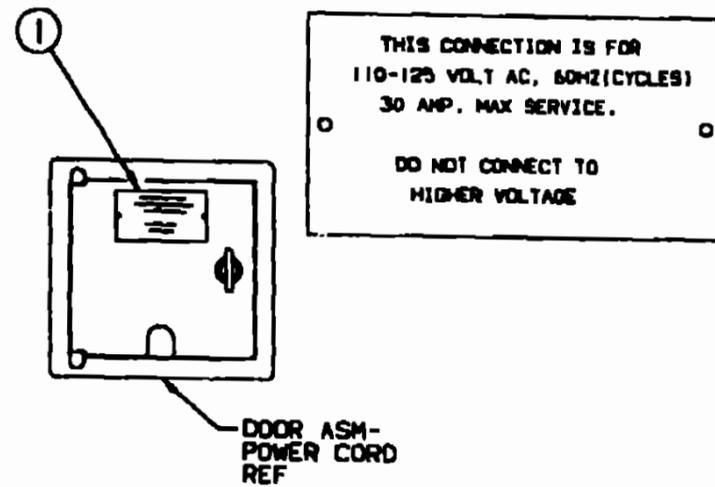 1
THIS CONNECTION IS FOR
110-125 VOLT AC, 60HZ(CYCLES)
30 AMP. MAX SERVICE.
DO NOT CONNECT TO
HIGHER VOLTAGE
DOOR ASM-
POWER CORD
REF